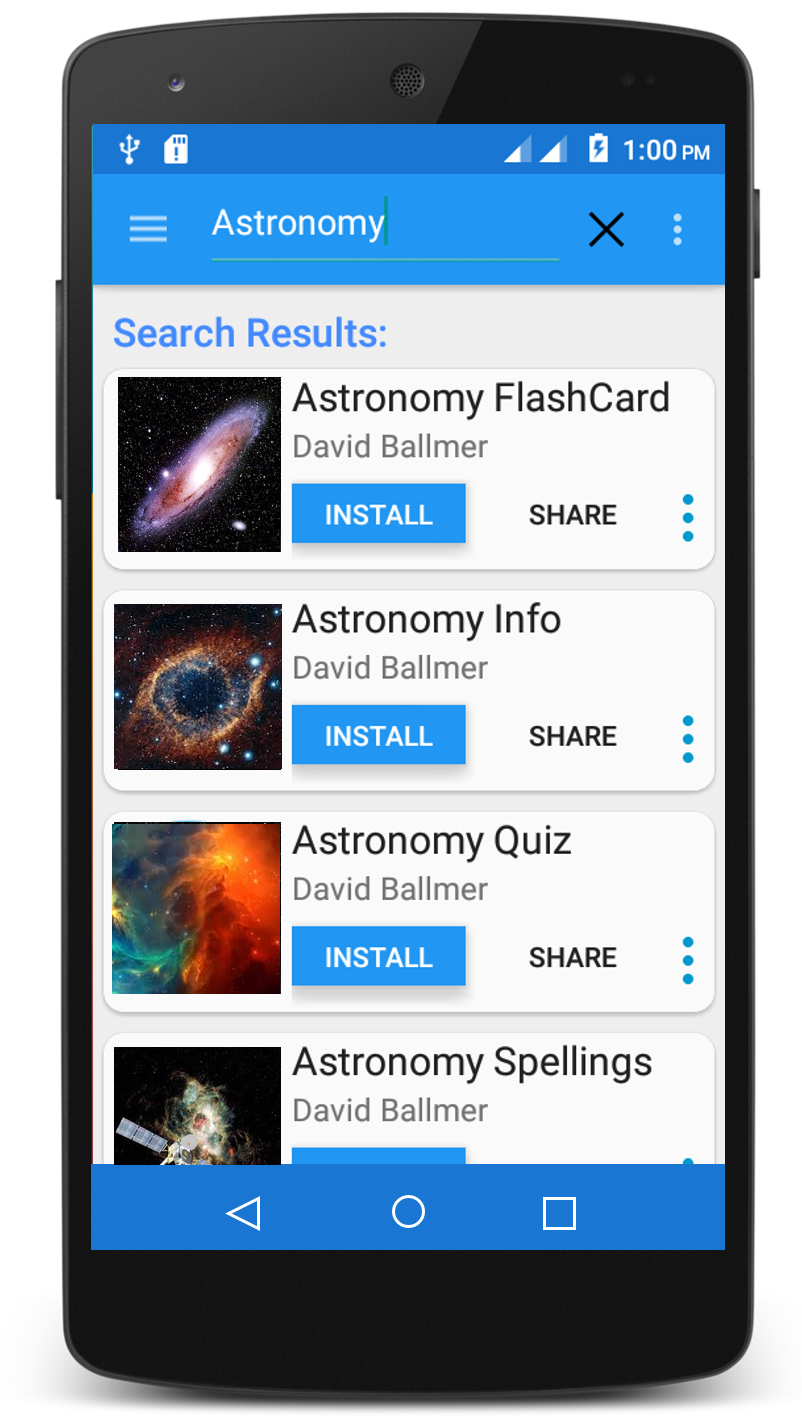 1:00 PM
Astronomy
Search Results:
Astronomy FlashCard
David Ballmer
INSTALL SHARE
Astronomy Info
David Ballmer
INSTALL SHARE
Astronomy Quiz
David Ballmer
INSTALL SHARE
Astronomy Spellings
David Ballmer